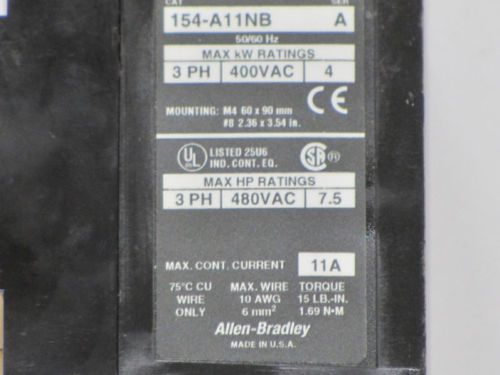 CAT SER
154-A11NB A
50/60 Hz
MAX kW RATINGS
3 PH 400VAC 4
MOUNTING: M4 60 x 90 mm
#8 2.36 x 3.54 in.
CE
UL LISTED 25U6
IND. CONT. EQ.
SA ®
MAX HP RATINGS
3 PH 480VAC 7.5
MAX. CONT. CURRENT 11A
75°C CU MAX. WIRE TORQUE
WIRE 10 AWG 15 LB.-IN.
ONLY 6 mm² 1.69 N•M
Allen-Bradley
MADE IN U.S.A.